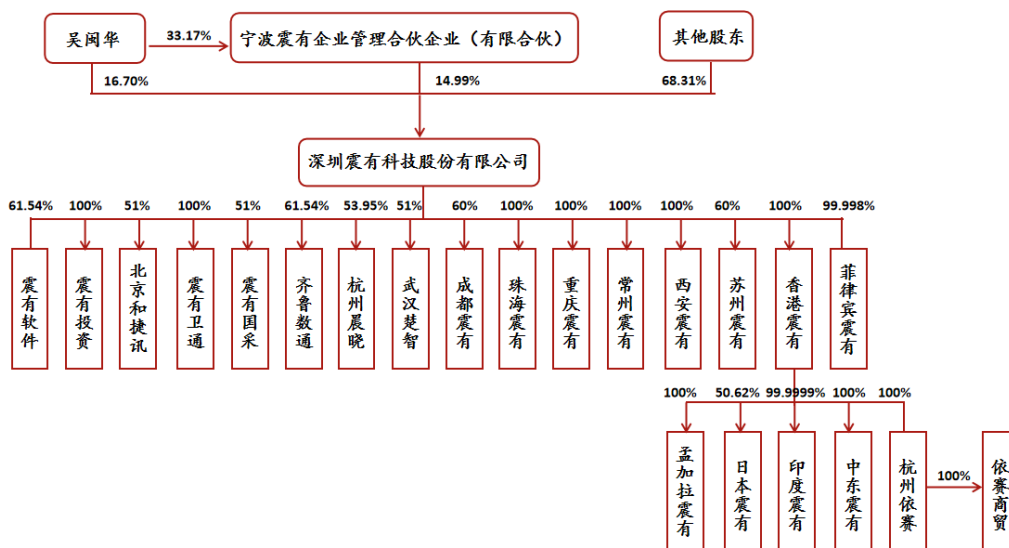 吴闽华
33.17%
宁波震有企业管理合伙企业（有限合伙）
其他股东
16.70%
14.99%
68.31%
深圳震有科技股份有限公司
61.54%
100%
51%
100%
51%
61.54%
53.95%
51%
60%
100%
100%
100%
100%
60%
100%
99.998%
震有软件
震有投资
北京和捷讯
震有卫通
震有国采
齐鲁数通
杭州晨晓
武汉楚智
成都震有
珠海震有
重庆震有
常州震有
西安震有
苏州震有
香港震有
菲律宾震有
100%
50.62%
99.9999%
100%
100%
孟加拉震有
日本震有
印度震有
中东震有
杭州依赛
100%
依赛商贸